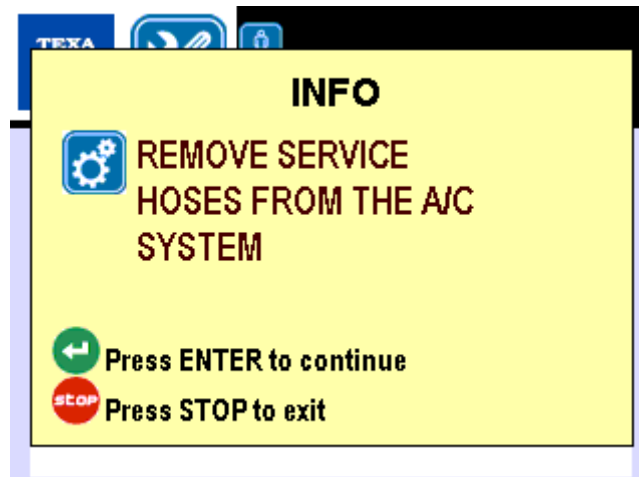 TEXA
INFO
REMOVE SERVICE
HOSES FROM THE A/C
SYSTEM
Press ENTER to continue
stop Press STOP to exit